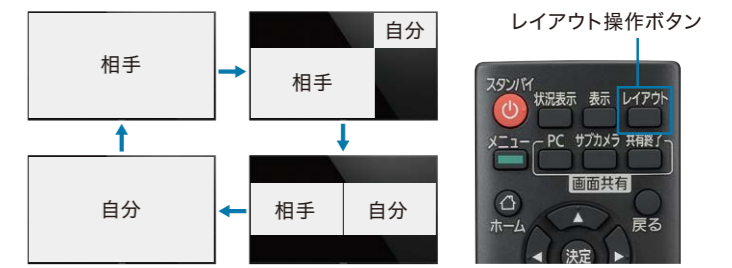 レイアウト操作ボタン
相手
自分
相手
自分
相手
自分
スタンバイ
状況表示
表示
レイアウト
メニュー
PC
サブカメラ
共有終了
画面共有
ホーム
戻る
決定